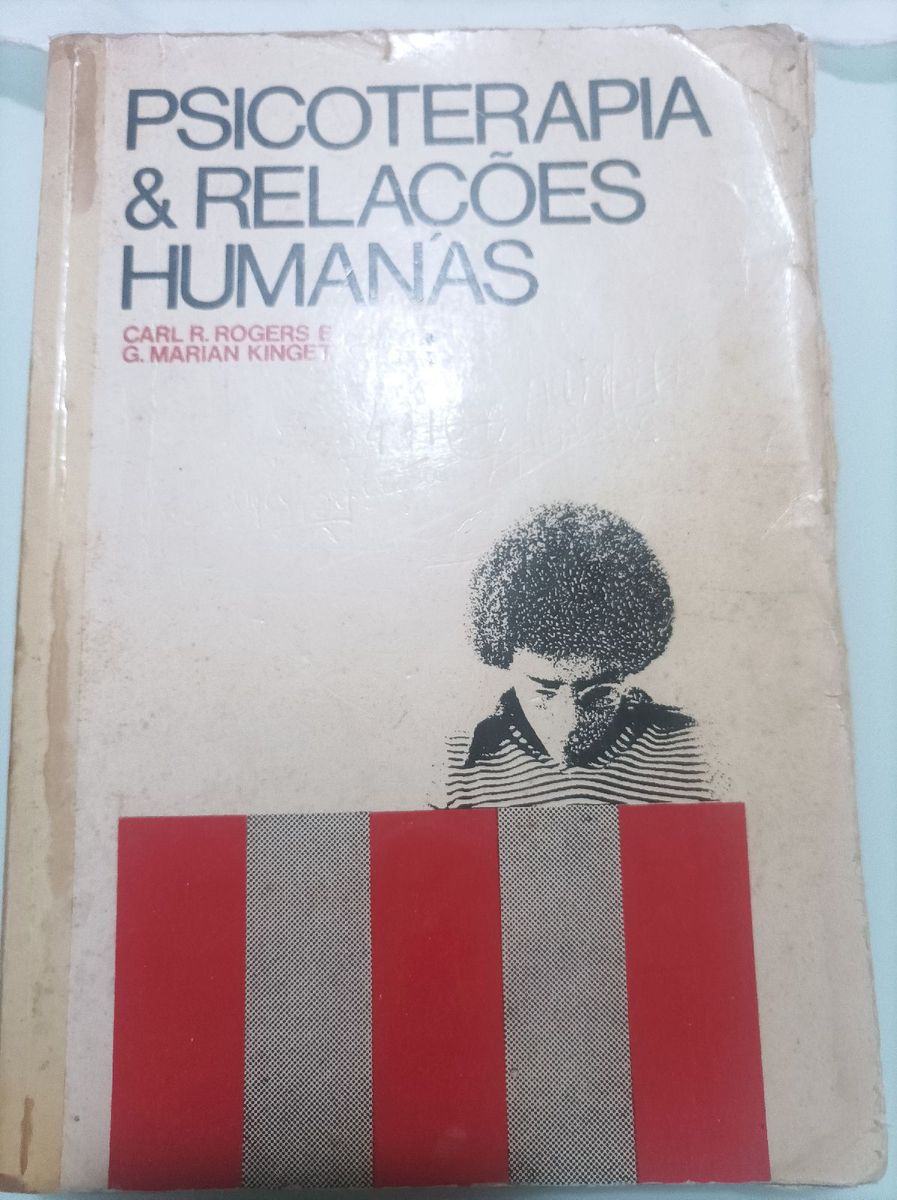 PSICOTERAPIA
& RELAÇÕES
HUMANAS
CARL R. ROGERS E
G. MARIAN KINGET